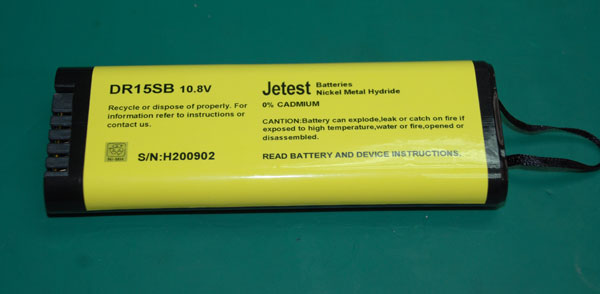 DR15SB 10.8V
Recycle or dispose of properly. For
information refer to instructions or
contact us.
S/N:H200902
Jetest Batteries
Nickel Metal Hydride
0% CADMIUM
CANTION:Battery can explode,leak or catch on fire if
exposed to high temperature,water or fire,opened or
disassembled.
READ BATTERY AND DEVICE INSTRUCTIONS.